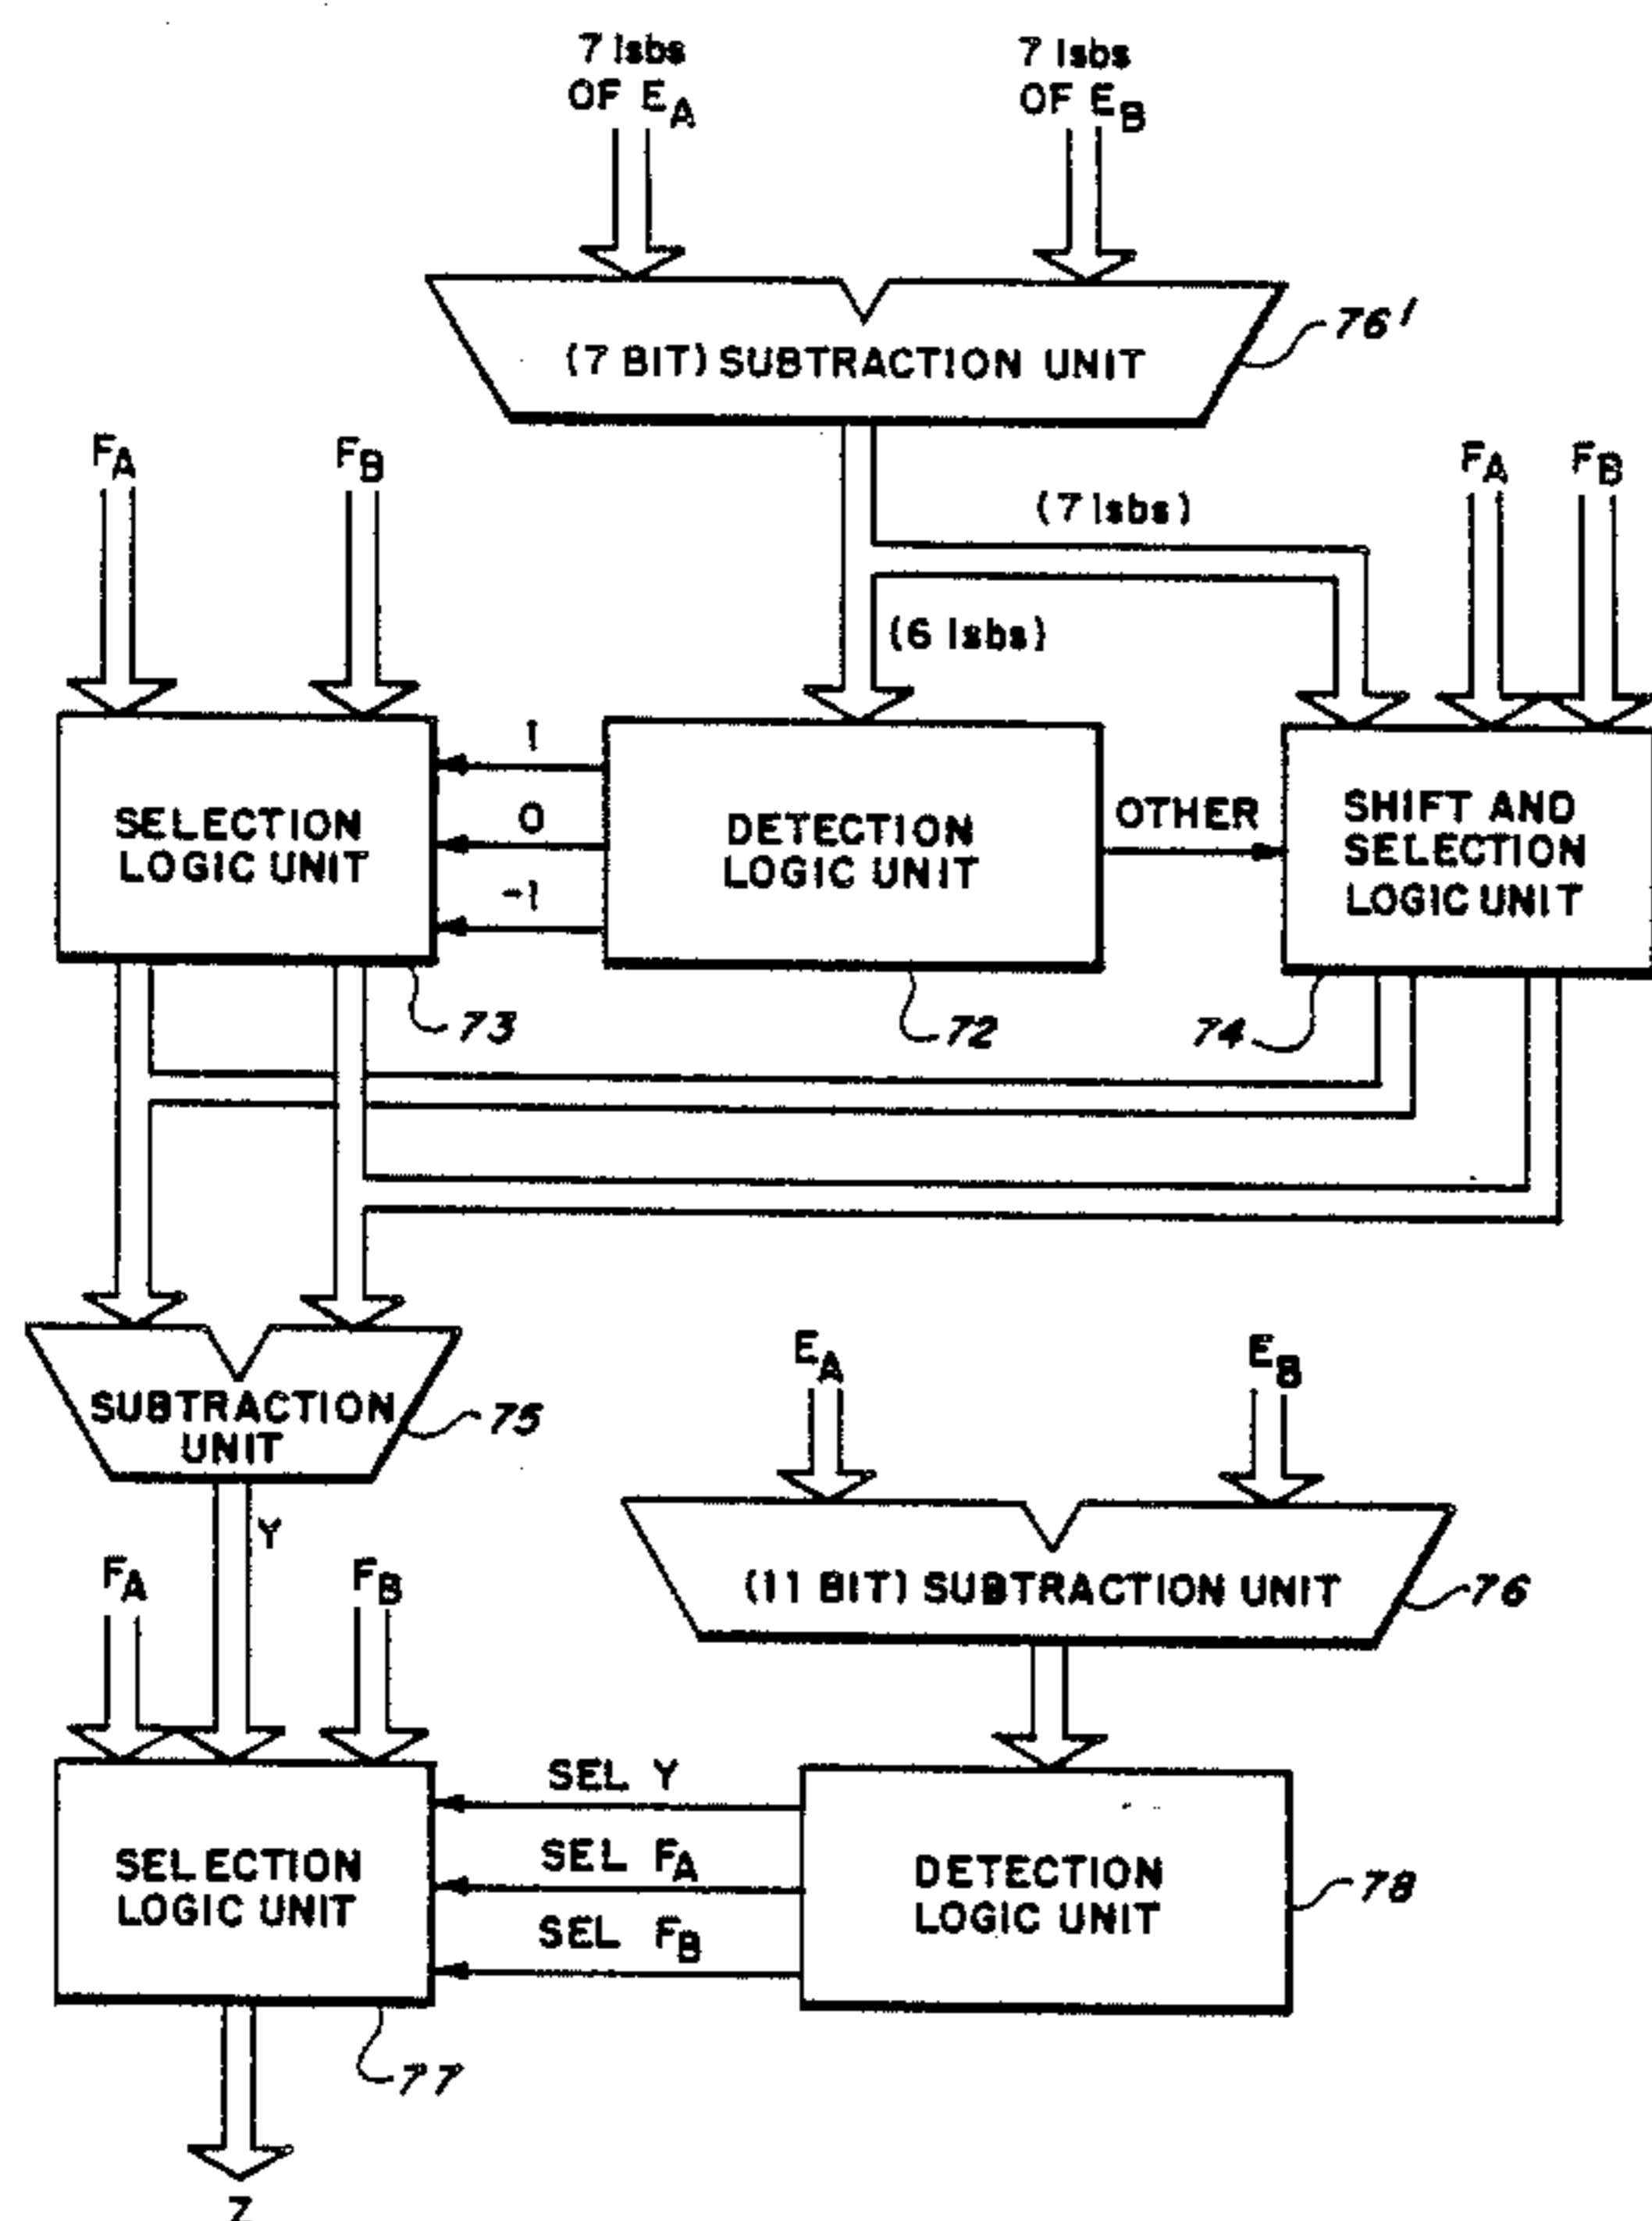 7 lsbs
OF EA
7 lsbs
OF EB
(7 BIT) SUBTRACTION UNIT
76'
FA
FB
FA
FB
(7 lsbs)
(6 lsbs)
1
0
-1
SELECTION
LOGIC UNIT
DETECTION
LOGIC UNIT
OTHER
SHIFT AND
SELECTION
LOGIC UNIT
73
72
74
SUBTRACTION
UNIT
75
EA
EB
Y
FA
FB
(11 BIT) SUBTRACTION UNIT
76
SELECTION
LOGIC UNIT
SEL Y
SEL FA
SEL FB
DETECTION
LOGIC UNIT
78
77
Z